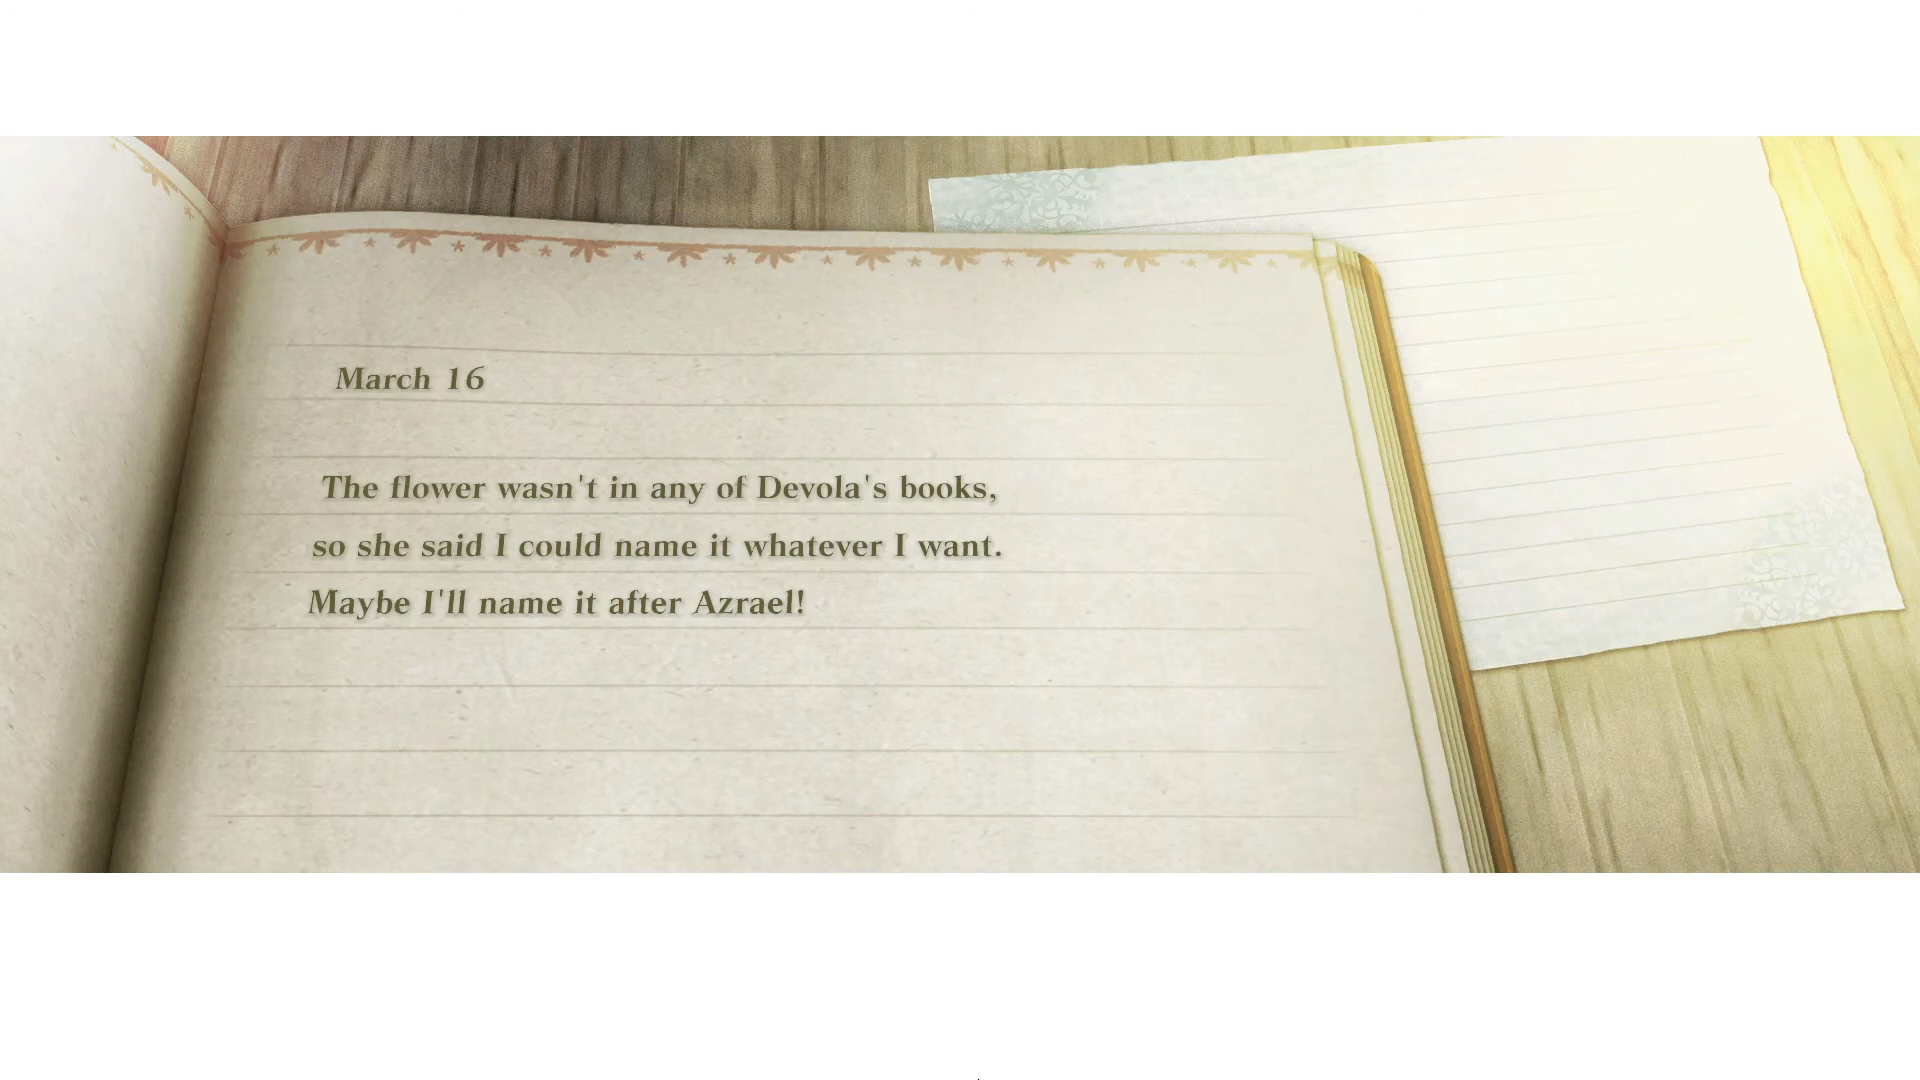 March 16
The flower wasn't in any of Devola's books,
so she said I could name it whatever I want.
Maybe I'll name it after Azrael!